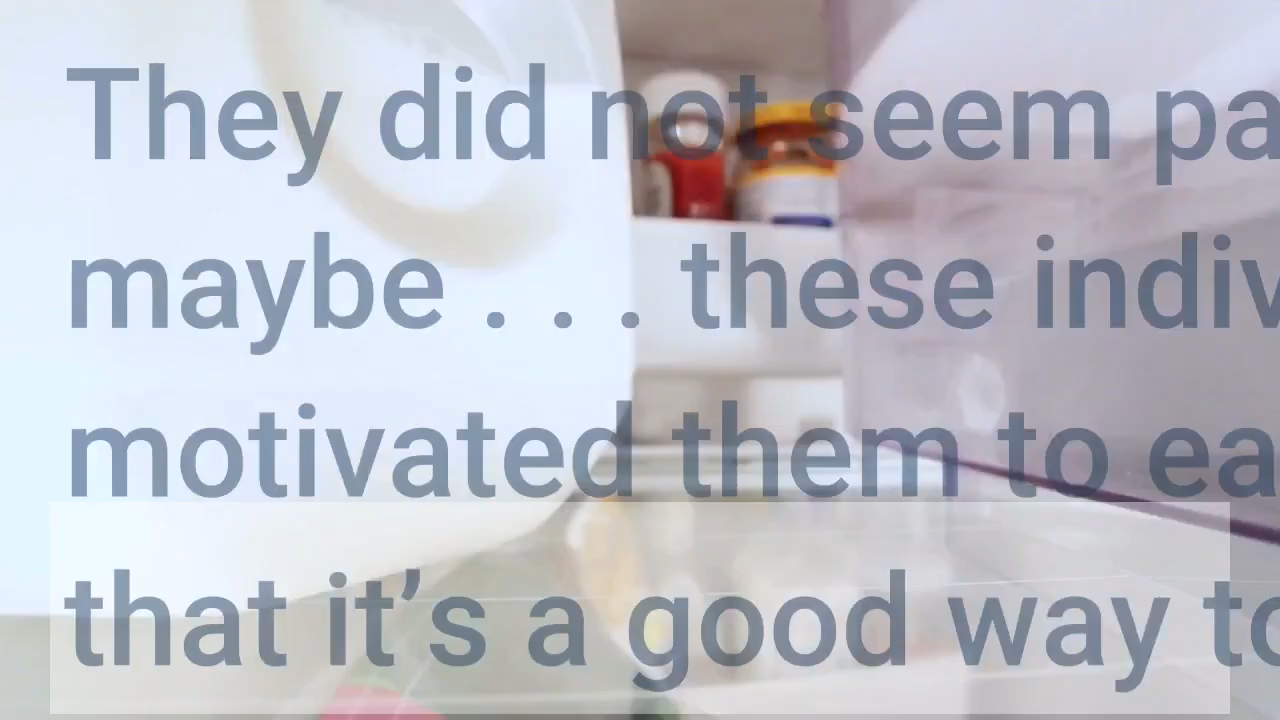 They did not seem pa
maybe . . . these indiv
motivated them to ea
that it’s a good way to